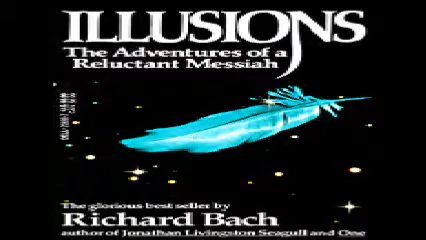 ILLUSIONS
The Adventures of a
Reluctant Messiah
The glorious best seller by
Richard Bach
author of Jonathan Livingston Seagull and One